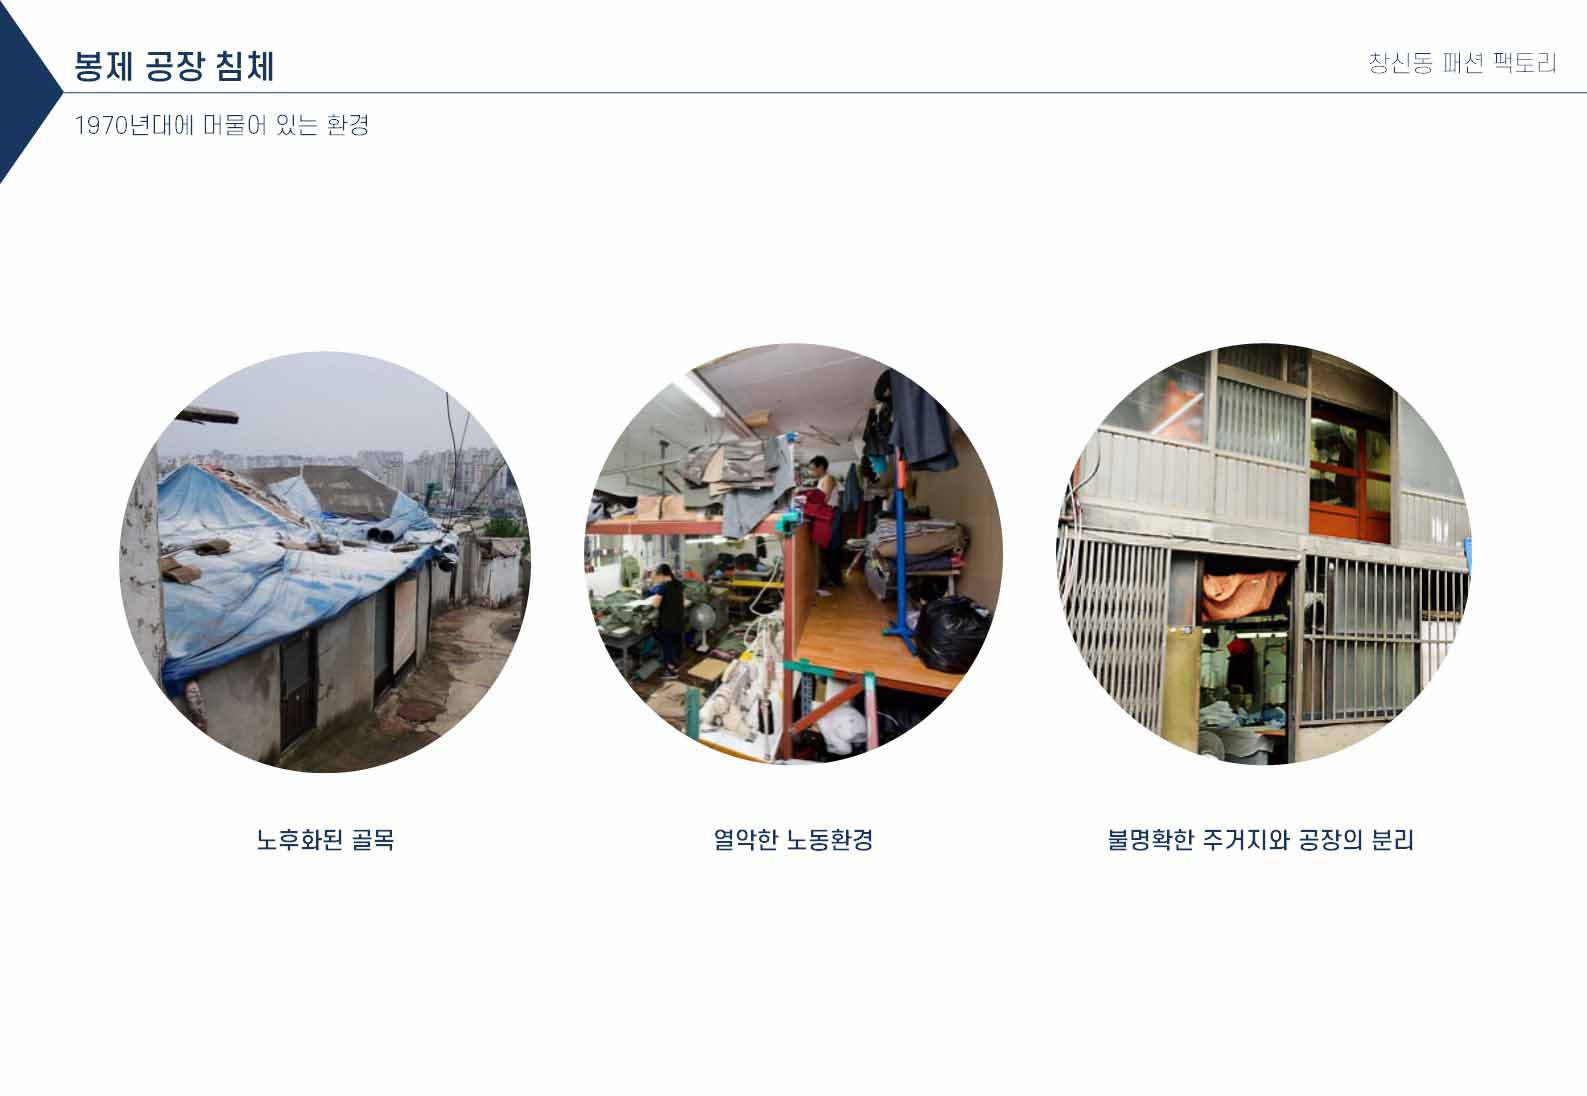 봉제 공장 침체
창신동 패션 팩토리
1970년대에 머물어 있는 환경
노후화된 골목
열악한 노동환경
불명확한 주거지와 공장의 분리